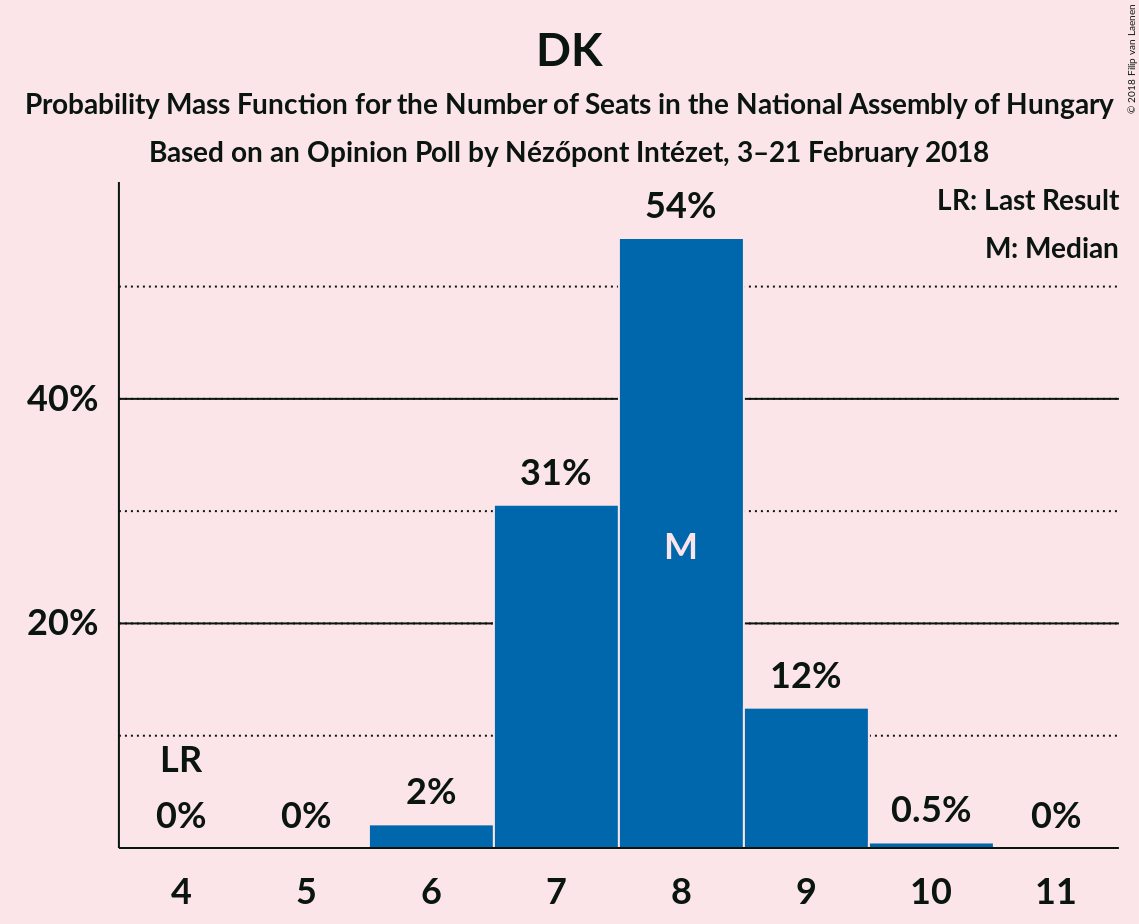 DK
Probability Mass Function for the Number of Seats in the National Assembly of Hungary
Based on an Opinion Poll by Nézőpont Intézet, 3–21 February 2018
© 2018 Filip van Laenen
LR: Last Result
M: Median
54%
40%
31%
M
20%
12%
LR
0%
0%
2%
0.5%
0%
4 5 6 7 8 9 10 11